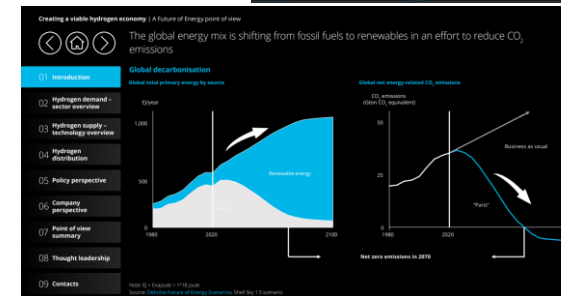 Creating a viable hydrogen economy | A Future of Energy point of view
The global energy mix is shifting from fossil fuels to renewables in an effort to reduce CO2
emissions
01 Introduction
02 Hydrogen demand –
sector overview
03 Hydrogen supply –
technology overview
04 Hydrogen
distribution
05 Policy perspective
06 Company
perspective
07 Point of view
summary
08 Thought leadership
09 Contacts
Global decarbonisation
Global total primary energy by source
EJ/year
1,000
500
0
1980
2020
2100
Renewable energy
Global net energy-related CO2 emissions
CO2 emissions
(Gton CO2 equivalent)
50
25
0
1980
2020
Business as usual
"Paris"
Net zero emissions in 2070
Note: EJ = Exajoule = 1^18 joule
Source: Deloitte Future of Energy Scenarios; Shell Sky 1.5 scenario